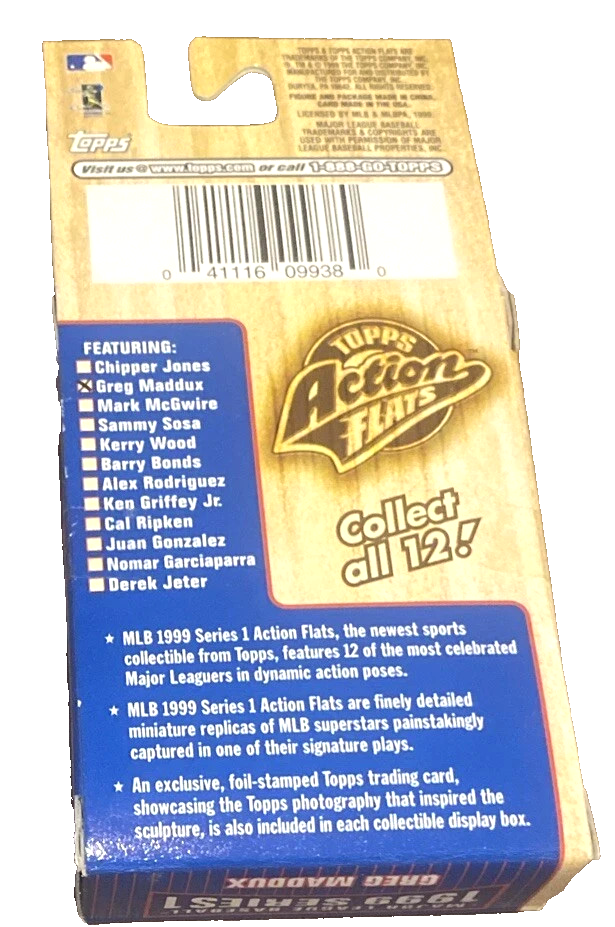 TOPPS & TOPPS ACTION FLATS ARE
TRADEMARKS OF THE TOPPS COMPANY, INC.
®, TM & © 1999 THE TOPPS COMPANY, INC.
MANUFACTURED FOR AND DISTRIBUTED BY
THE TOPPS COMPANY, INC.
DURYEA, PA 18642. ALL RIGHTS RESERVED.
FIGURE AND PACKAGE MADE IN CHINA.
CARD MADE IN THE USA.
LICENSED BY MLB & MLBPA, 1999.
MAJOR LEAGUE BASEBALL
TRADEMARKS & COPYRIGHTS ARE
USED WITH PERMISSION OF MAJOR
LEAGUE BASEBALL PROPERTIES, INC.
Topps
Visit us @ www.topps.com or call 1-888-GO-TOPPS
0 41116 09938 0
FEATURING:
Chipper Jones
Greg Maddux
Mark McGwire
Sammy Sosa
Kerry Wood
Barry Bonds
Alex Rodriguez
Ken Griffey Jr.
Cal Ripken
Juan Gonzalez
Nomar Garciaparra
Derek Jeter
TOPPS
Action
FLATS
Collect
all 12!
★ MLB 1999 Series 1 Action Flats, the newest sports
collectible from Topps, features 12 of the most celebrated
Major Leaguers in dynamic action poses.
★ MLB 1999 Series 1 Action Flats are finely detailed
miniature replicas of MLB superstars painstakingly
captured in one of their signature plays.
★ An exclusive, foil-stamped Topps trading card,
showcasing the Topps photography that inspired the
sculpture, is also included in each collectible display box.
GREG MADDUX
1999 SERIES 1
MAJOR LEAGUE BASEBALL